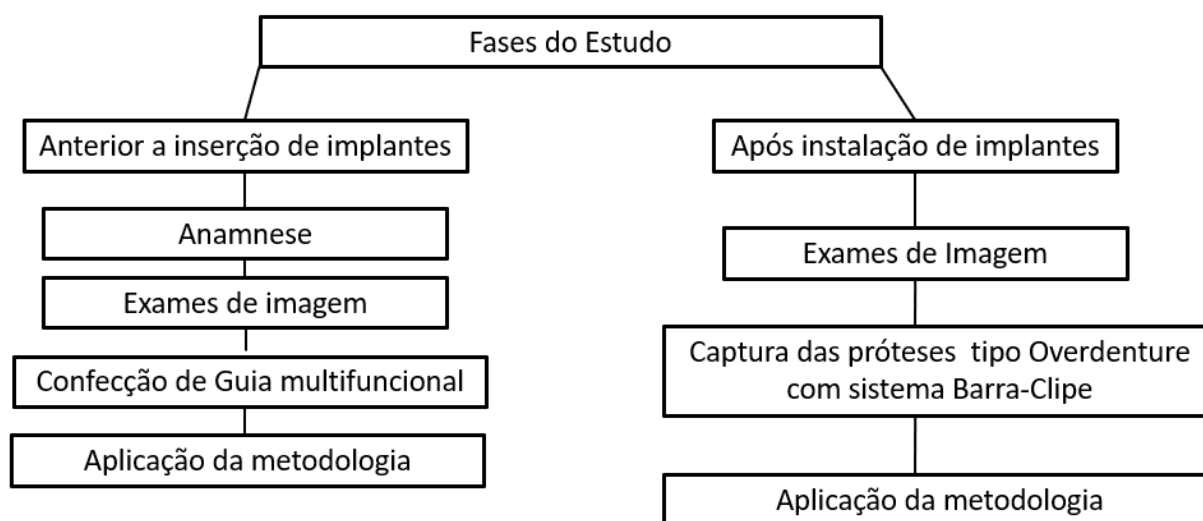 Fases do Estudo
Anterior a inserção de implantes
Anamnese
Exames de imagem
Confecção de Guia multifuncional
Aplicação da metodologia
Após instalação de implantes
Exames de Imagem
Captura das próteses tipo Overdenture
com sistema Barra-Clipe
Aplicação da metodologia